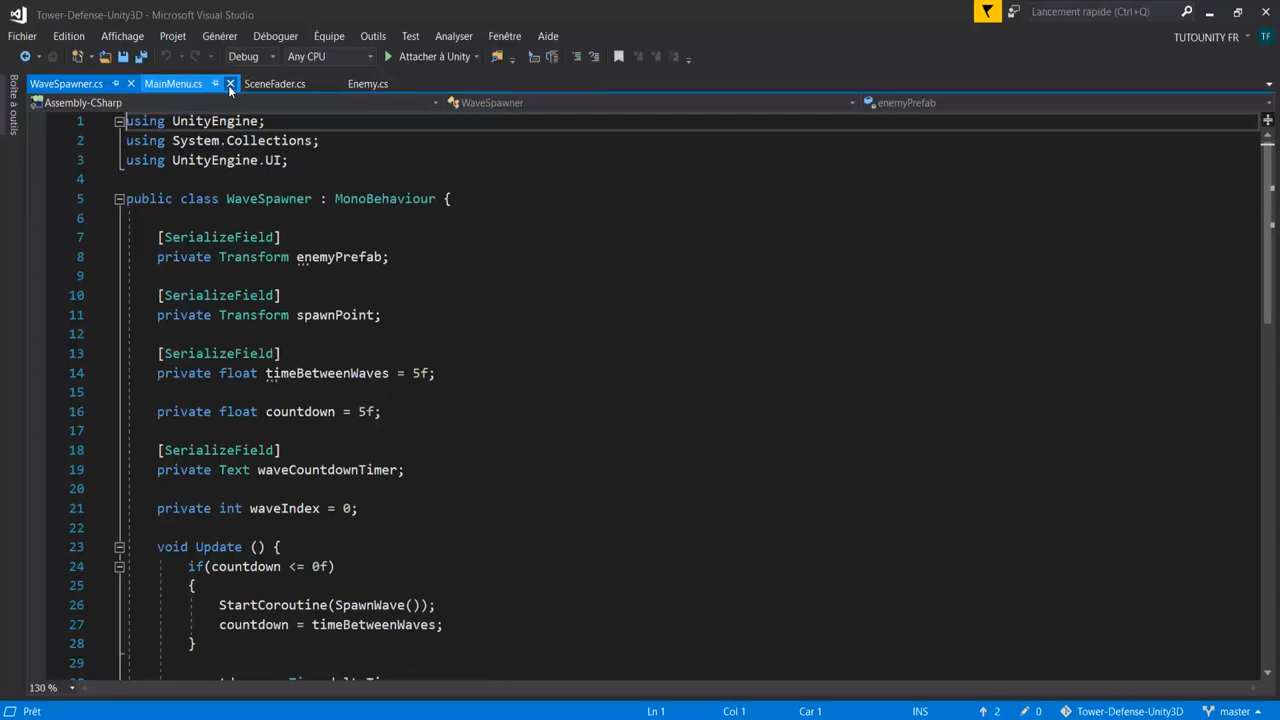 Tower-Defense-Unity3D - Microsoft Visual Studio
Lancement rapide (Ctrl+Q)
Fichier Edition Affichage Projet Générer Déboguer Équipe Outils Test Analyser Fenêtre Aide
TUTOUNITY FR TF
Debug Any CPU Attacher à Unity
WaveSpawner.cs MainMenu.cs SceneFader.cs Enemy.cs
Boîte à outils
Assembly-CSharp WaveSpawner enemyPrefab
1 using UnityEngine;
2 using System.Collections;
3 using UnityEngine.UI;
4
5 public class WaveSpawner : MonoBehaviour {
6
7 [SerializeField]
8 private Transform enemyPrefab;
9
10 [SerializeField]
11 private Transform spawnPoint;
12
13 [SerializeField]
14 private float timeBetweenWaves = 5f;
15
16 private float countdown = 5f;
17
18 [SerializeField]
19 private Text waveCountdownTimer;
20
21 private int waveIndex = 0;
22
23 void Update () {
24 if(countdown <= 0f)
25 {
26 StartCoroutine(SpawnWave());
27 countdown = timeBetweenWaves;
28 }
29
130 %
Prêt Ln 1 Col 1 Car 1 INS 2 0 Tower-Defense-Unity3D master